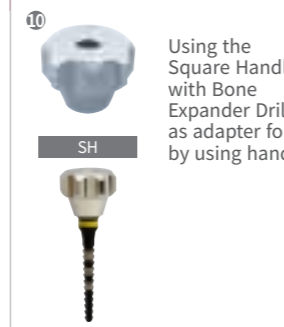 10
Using the
Square Handl
with Bone
Expander Dril
as adapter fo
by using hand
SH